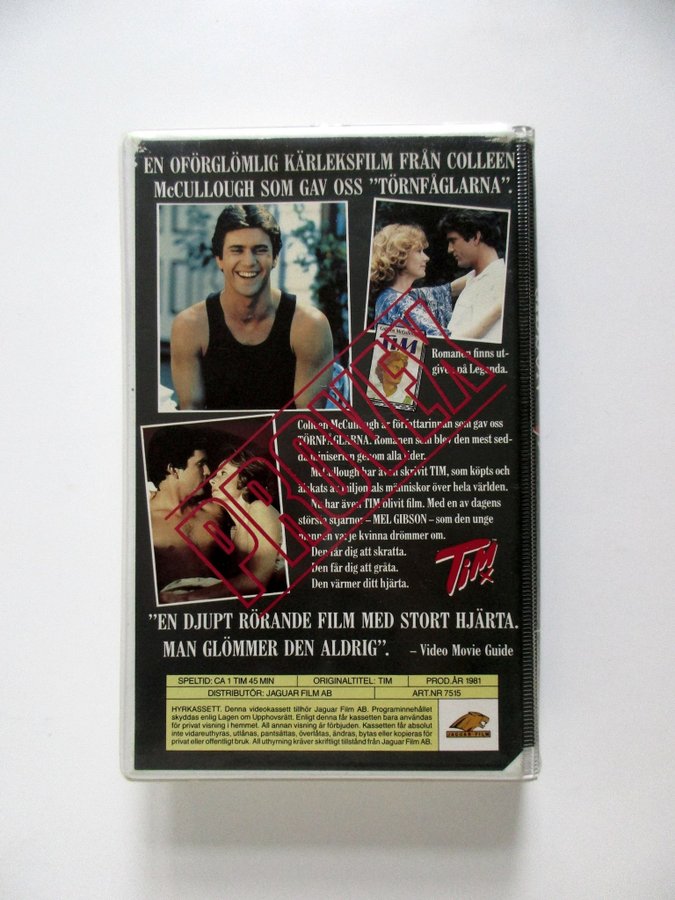 EN OFÖRGLÖMLIG KÄRLEKSFILM FRÅN COLLEEN
McCULLOUGH SOM GAV OSS "TÖRNFÅGLARNA".
TIM
Romanen finns ut-
given på Legenda.
PROVEX
Colleen McCullough är författarinnan som gav oss
TÖRNFÅGLARNA. Romanen som blev den mest sed-
da miniserien genom alla tider.
McCullough har även skrivit TIM, som köpts och
älskats av miljontals människor över hela världen.
Nu har även TIM blivit film. Med en av dagens
största stjärnor – MEL GIBSON – som den unge
mannen varje kvinna drömmer om.
Den får dig att skratta.
Den får dig att gråta.
Den värmer ditt hjärta.
TiM
"EN DJUPT RÖRANDE FILM MED STORT HJÄRTA.
MAN GLÖMMER DEN ALDRIG". – Video Movie Guide
SPELTID: CA 1 TIM 45 MIN ORIGINALTITEL: TIM PROD.ÅR 1981
DISTRIBUTÖR: JAGUAR FILM AB ART.NR 7515
HYRKASSETT. Denna videokassett tillhör Jaguar Film AB. Programinnehållet
skyddas enlig Lagen om Upphovsrätt. Enligt denna får kassetten bara användas
för privat visning i hemmet. All annan visning är förbjuden. Kassetten får absolut
inte vidareuthyras, utlånas, pantsättas, överlåtas, ändras, bytas eller kopieras för
privat eller offentligt bruk. All uthyrning kräver skriftligt tillstånd från Jaguar Film AB.
JAGUAR-FILM